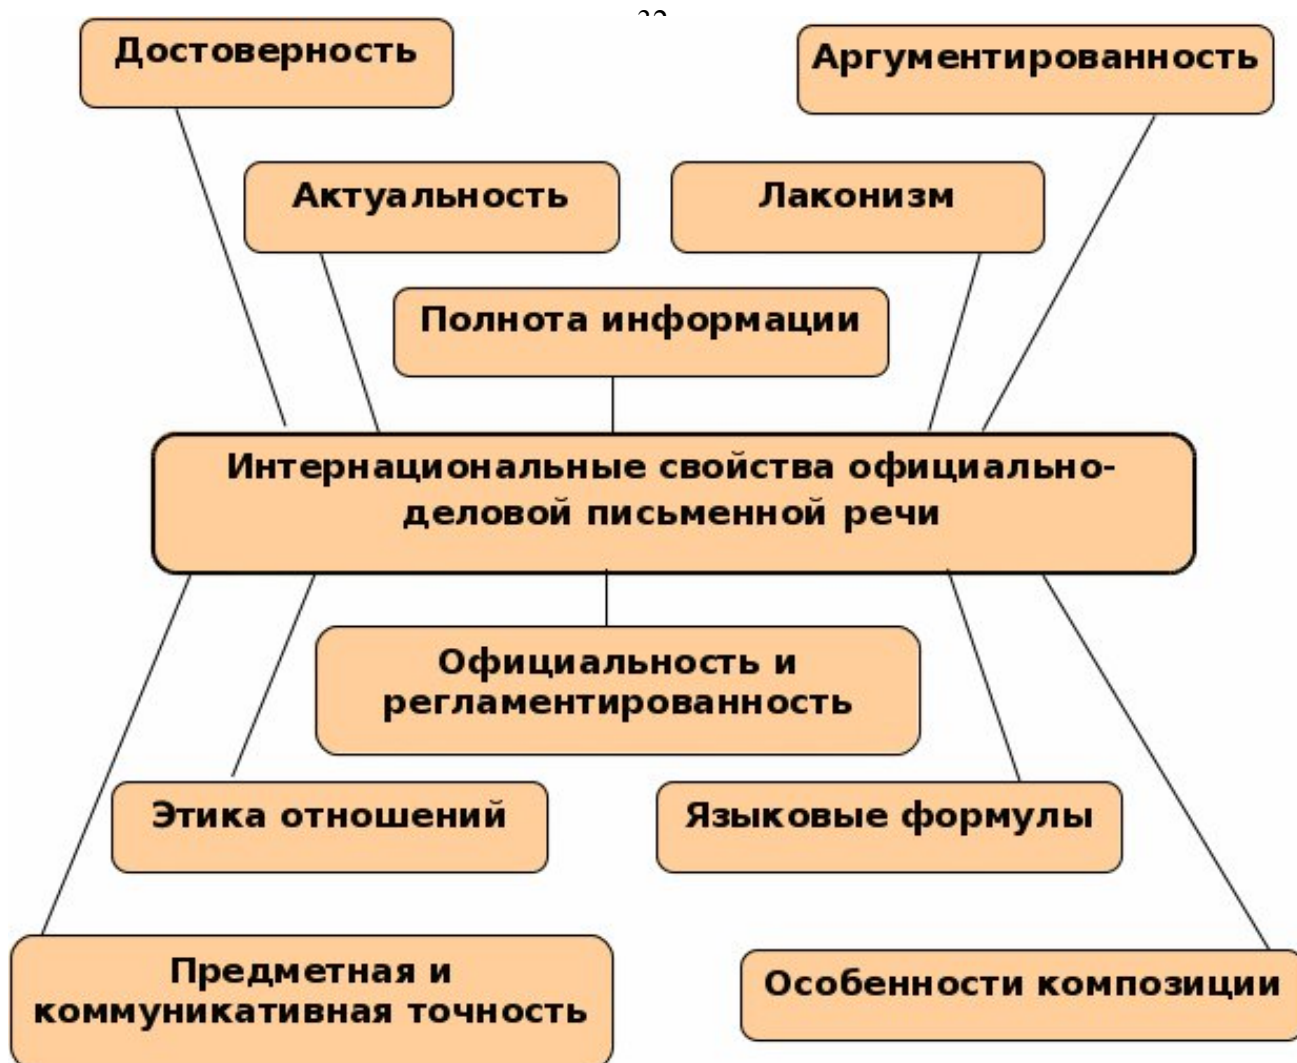 32
Достоверность
Аргументированность
Актуальность
Лаконизм
Полнота информации
Интернациональные свойства официально-
деловой письменной речи
Официальность и
регламентированность
Этика отношений
Языковые формулы
Предметная и
коммуникативная точность
Особенности композиции